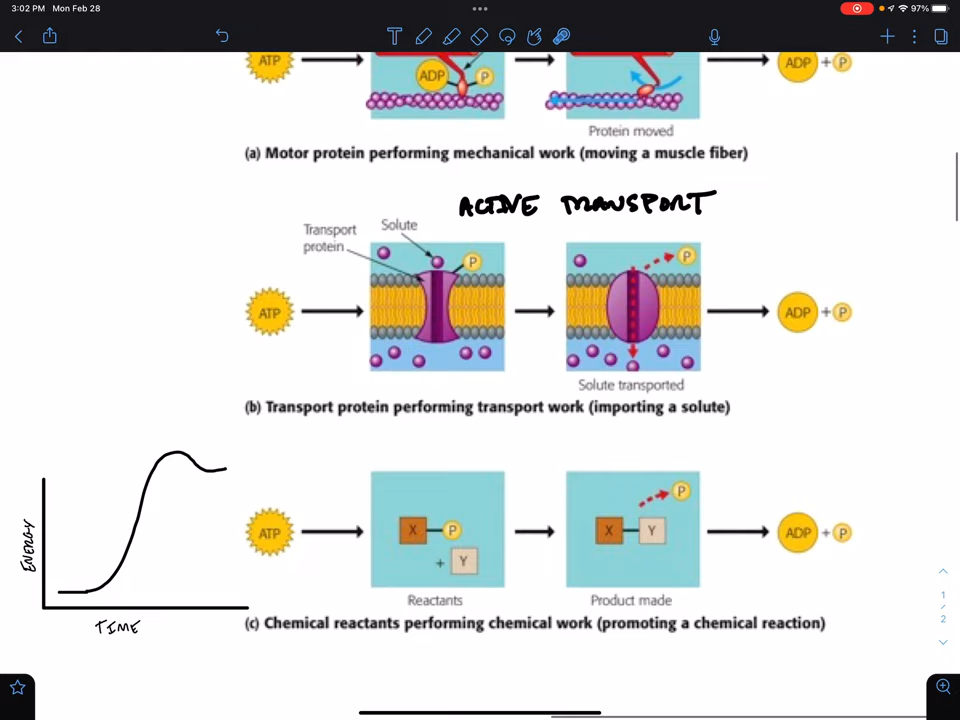 3:02 PM Mon Feb 28
97%
ATP
ADP
P
ADP + P
Protein moved
(a) Motor protein performing mechanical work (moving a muscle fiber)
ACTIVE TRANSPORT
Transport protein
Solute
P
P
ATP
ADP + P
Solute transported
(b) Transport protein performing transport work (importing a solute)
ENERGY
TIME
ATP
X P
+ Y
X Y
P
ADP + P
Reactants
Product made
(c) Chemical reactants performing chemical work (promoting a chemical reaction)
1
/
2